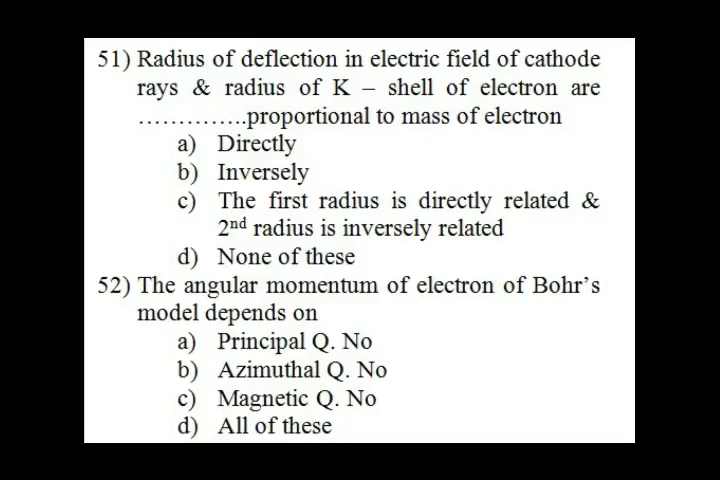 51) Radius of deflection in electric field of cathode
rays & radius of K – shell of electron are
..............proportional to mass of electron
a) Directly
b) Inversely
c) The first radius is directly related &
2nd radius is inversely related
d) None of these
52) The angular momentum of electron of Bohr's
model depends on
a) Principal Q. No
b) Azimuthal Q. No
c) Magnetic Q. No
d) All of these